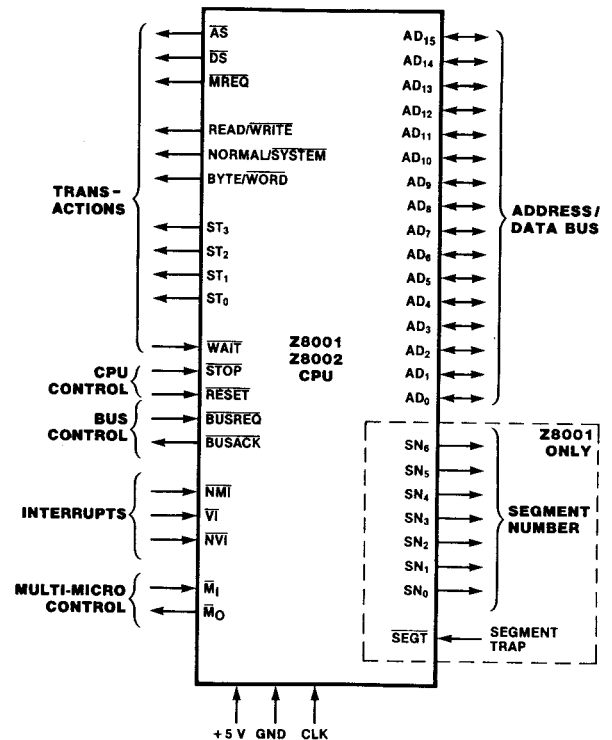 TRANS-
ACTIONS
CPU
CONTROL
BUS
CONTROL
INTERRUPTS
MULTI-MICRO
CONTROL
AS
DS
MREQ
READ/WRITE
NORMAL/SYSTEM
BYTE/WORD
ST3
ST2
ST1
ST0
WAIT
STOP
RESET
BUSREQ
BUSACK
NMI
VI
NVI
MI
MO
Z8001
Z8002
CPU
AD15
AD14
AD13
AD12
AD11
AD10
AD9
AD8
AD7
AD6
AD5
AD4
AD3
AD2
AD1
AD0
ADDRESS/
DATA BUS
Z8001
ONLY
SN6
SN5
SN4
SN3
SN2
SN1
SN0
SEGMENT
NUMBER
SEGT
SEGMENT
TRAP
+5 V GND CLK